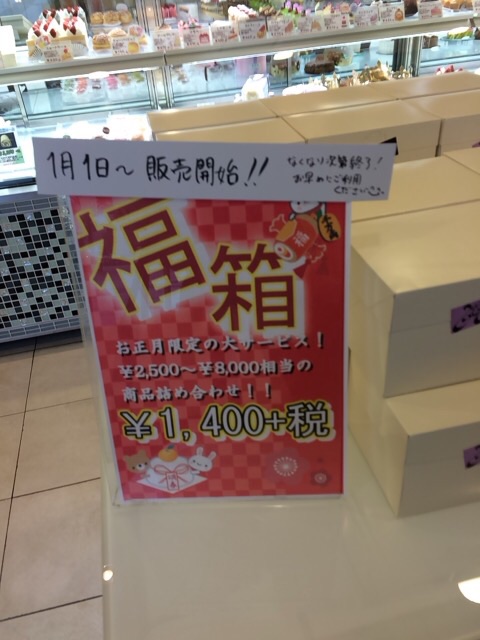 1月1日～販売開始!!
なくなり次第終了!
お早めにご利用
ください
福箱
お正月限定の大サービス！
¥2,500～¥8,000相当の
商品詰め合わせ！！
¥1,400+税